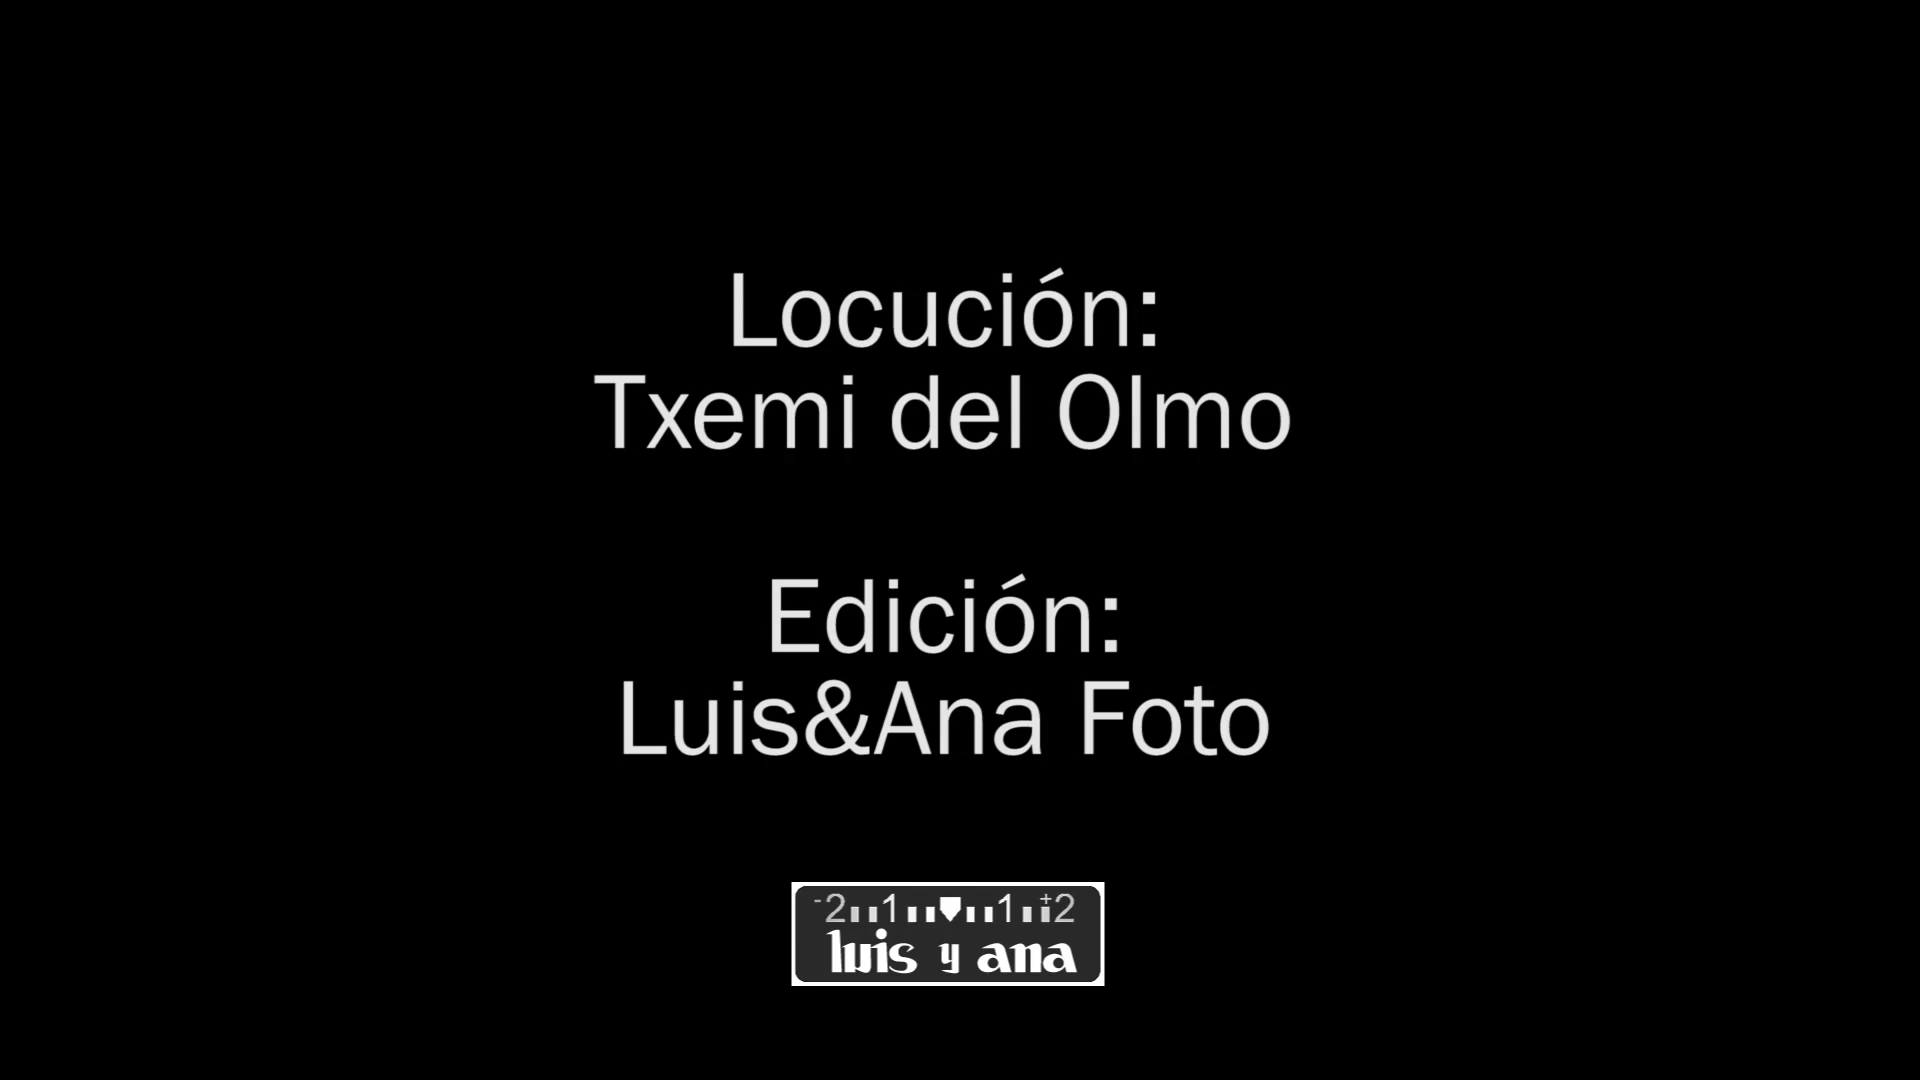 Locución:
Txemi del Olmo
Edición:
Luis&Ana Foto
-2 1 1 +2
luis y ana